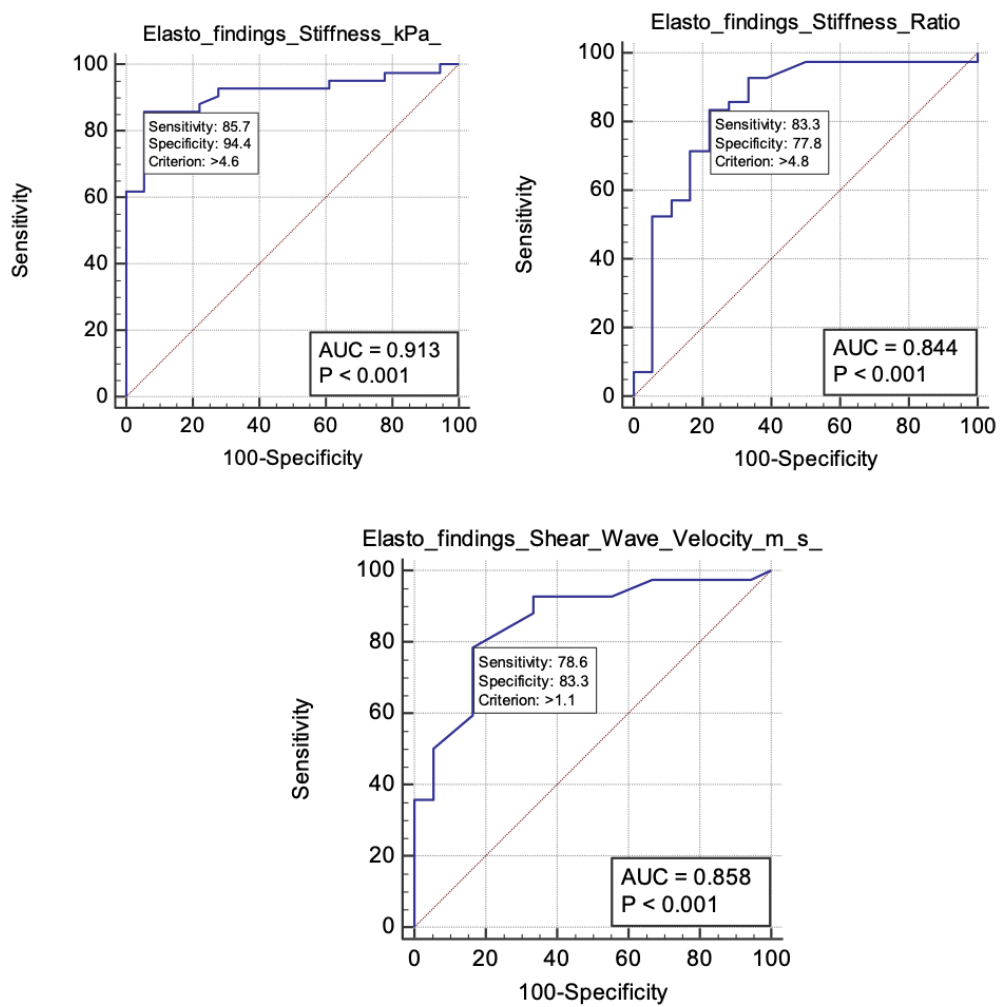 Elasto_findings_Stiffness_kPa_
100
80
60
40
20
0
Sensitivity
Sensitivity: 85.7
Specificity: 94.4
Criterion: >4.6
AUC = 0.913
P < 0.001
0 20 40 60 80 100
100-Specificity
Elasto_findings_Stiffness_Ratio
100
80
60
40
20
0
Sensitivity
Sensitivity: 83.3
Specificity: 77.8
Criterion: >4.8
AUC = 0.844
P < 0.001
0 20 40 60 80 100
100-Specificity
Elasto_findings_Shear_Wave_Velocity_m_s_
100
80
60
40
20
0
Sensitivity
Sensitivity: 78.6
Specificity: 83.3
Criterion: >1.1
AUC = 0.858
P < 0.001
0 20 40 60 80 100
100-Specificity